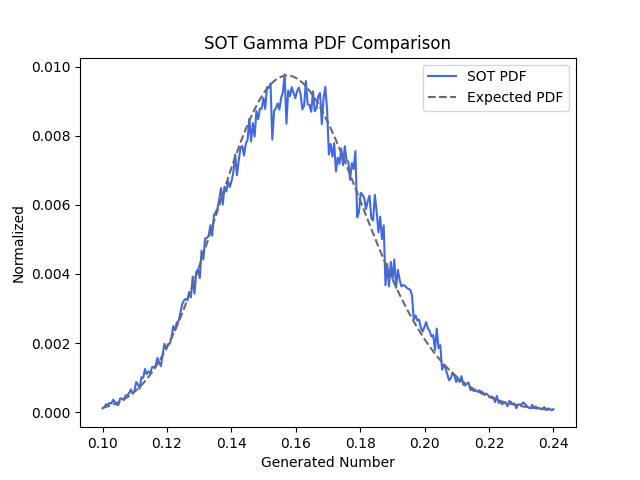 SOT Gamma PDF Comparison
SOT PDF
Expected PDF
Normalized
0.010
0.008
0.006
0.004
0.002
0.000
0.10 0.12 0.14 0.16 0.18 0.20 0.22 0.24
Generated Number